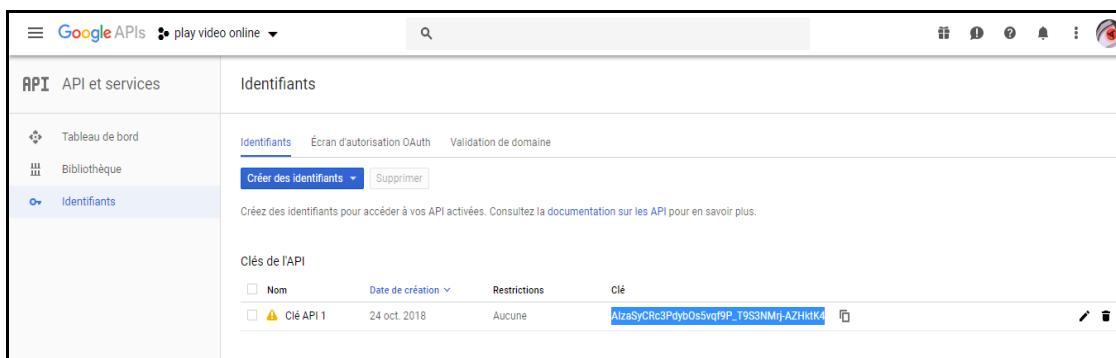 Google APIs play video online
API API et services
Identifiants
Tableau de bord
Bibliothèque
Identifiants
Identifiants Écran d'autorisation OAuth Validation de domaine
Créer des identifiants Supprimer
Créez des identifiants pour accéder à vos API activées. Consultez la documentation sur les API pour en savoir plus.
Clés de l'API
Nom Date de création Restrictions Clé
Clé API 1 24 oct. 2018 Aucune AIzaSyCRc3PdybOs5vqf9P_T9S3NMrj-AZHktK4